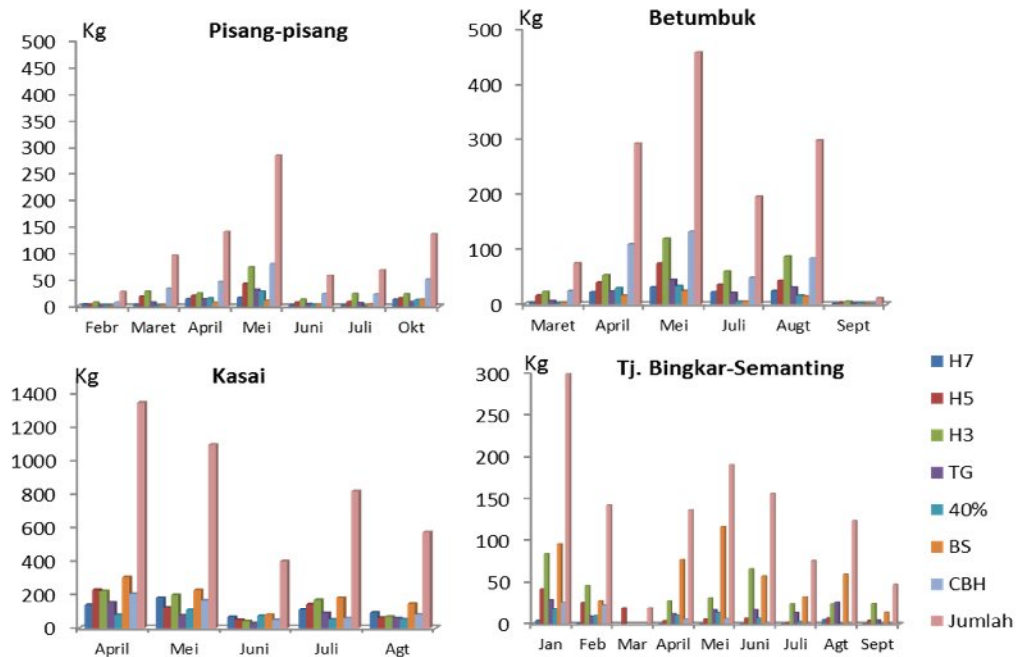 Kg Pisang-pisang
500
450
400
350
300
250
200
150
100
50
0
Febr Maret April Mei Juni Juli Okt
Kg Betumbuk
500
400
300
200
100
0
Maret April Mei Juli Augt Sept
Kg Kasai
1400
1200
1000
800
600
400
200
0
April Mei Juni Juli Agt
Kg Tj. Bingkar-Semanting
300
250
200
150
100
50
0
Jan Feb Mar April Mei Juni Juli Agt Sept
H7
H5
H3
TG
40%
BS
CBH
Jumlah